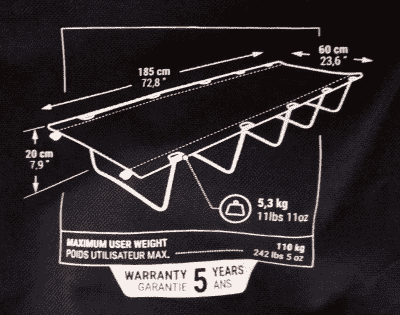 60 cm
23,6 "
185 cm
72,8 "
20 cm
7,9 "
5,3 kg
11lbs 11oz
MAXIMUM USER WEIGHT 110 kg
POIDS UTILISATEUR MAX. 242 lbs 5 oz
WARRANTY 5 YEARS
GARANTIE ANS